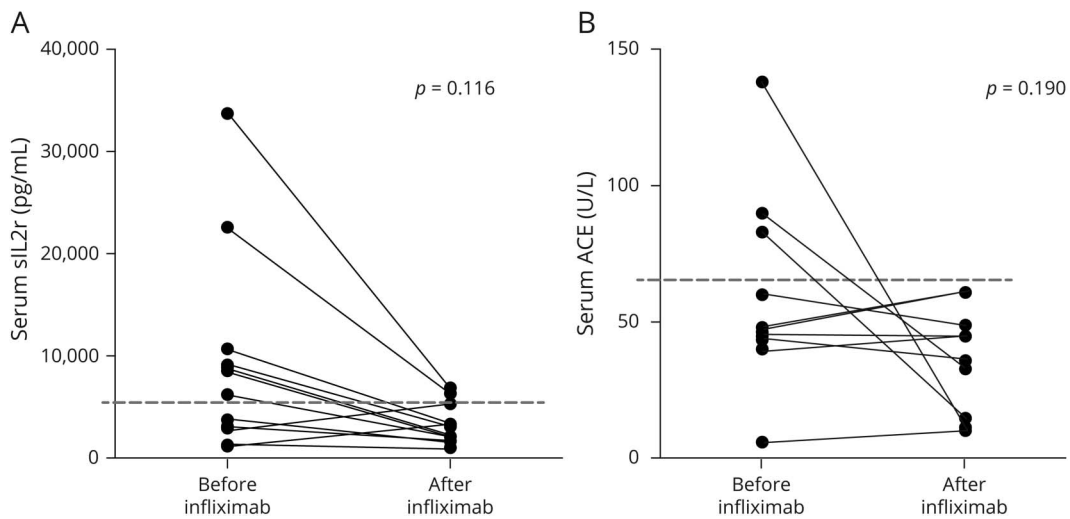 A
Serum sIL2r (pg/mL)
40,000
30,000
20,000
10,000
0
p = 0.116
Before
infliximab
After
infliximab
B
Serum ACE (U/L)
150
100
50
0
p = 0.190
Before
infliximab
After
infliximab